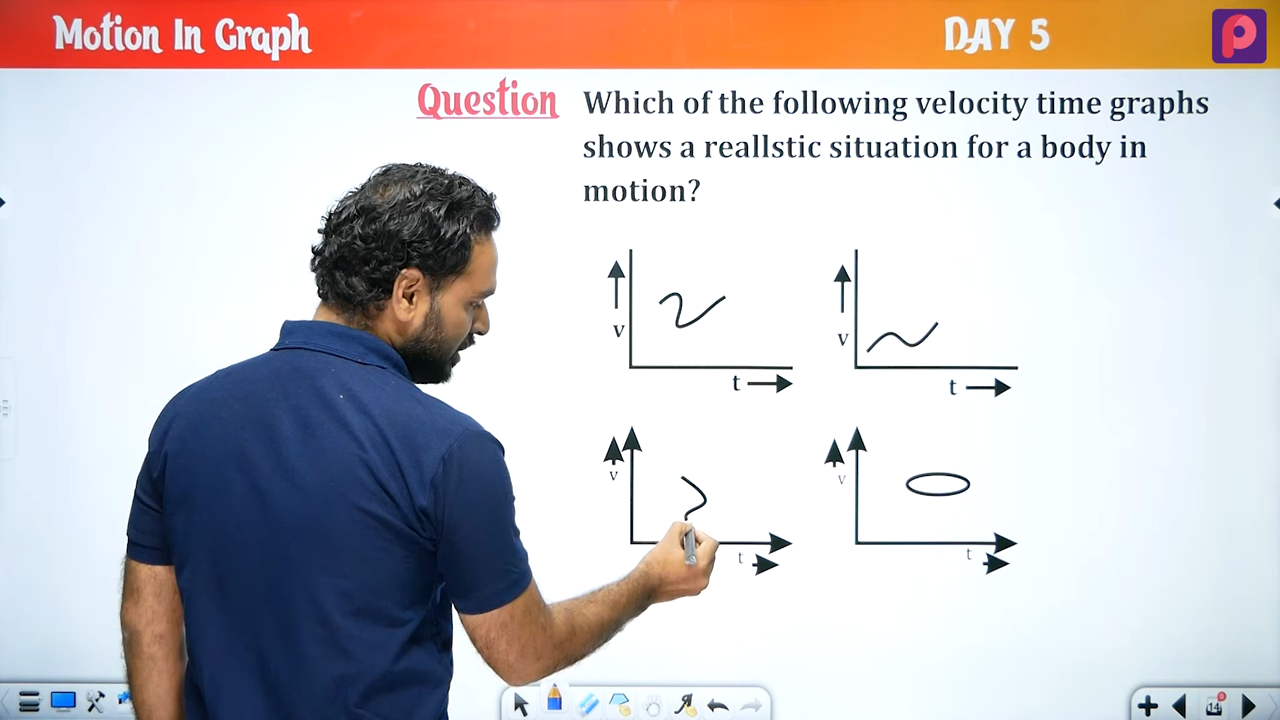 Motion In Graph
DAY 5
Question Which of the following velocity time graphs
shows a reallstic situation for a body in
motion?
v
t
v
t
v
t
v
t
14